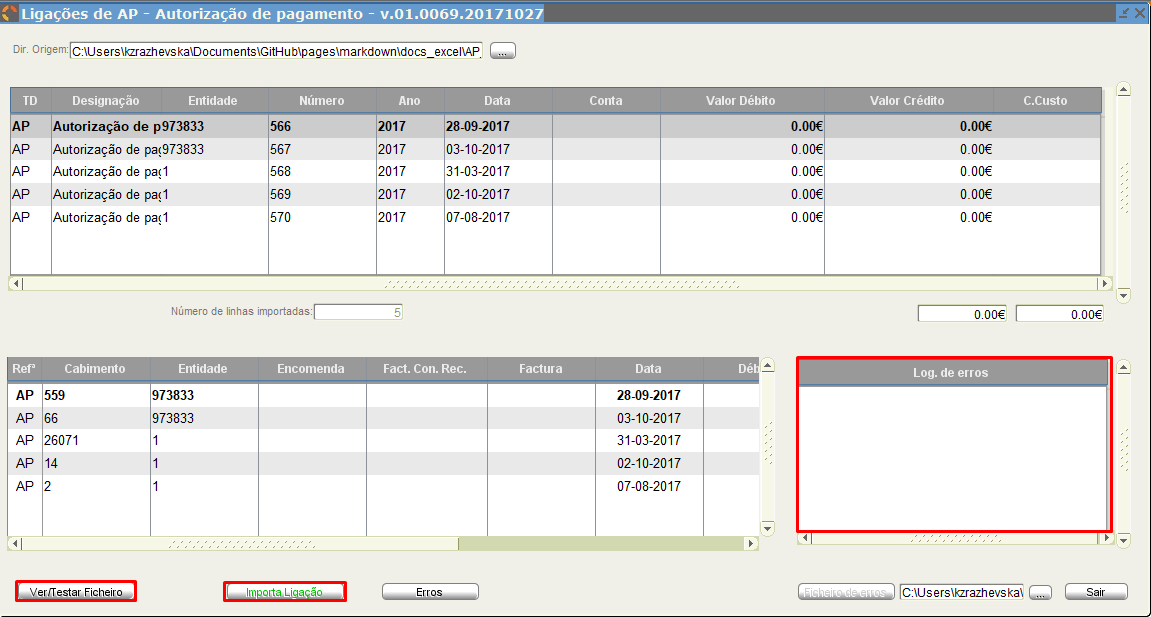 Ligações de AP - Autorização de pagamento - v.01.0069.20171027
Dir. Origem: C:\Users\kzrazhevska\Documents\GitHub\pages\markdown\docs_excel\AP ...
TD Designação Entidade Número Ano Data Conta Valor Débito Valor Crédito C.Custo
AP Autorização de p 973833 566 2017 28-09-2017 0.00€ 0.00€
AP Autorização de pag 973833 567 2017 03-10-2017 0.00€ 0.00€
AP Autorização de pag 1 568 2017 31-03-2017 0.00€ 0.00€
AP Autorização de pag 1 569 2017 02-10-2017 0.00€ 0.00€
AP Autorização de pag 1 570 2017 07-08-2017 0.00€ 0.00€
Número de linhas importadas: 5 0.00€ 0.00€
Refª Cabimento Entidade Encomenda Fact. Con. Rec. Factura Data Déb Log. de erros
AP 559 973833 28-09-2017
AP 66 973833 03-10-2017
AP 26071 1 31-03-2017
AP 14 1 02-10-2017
AP 2 1 07-08-2017
Ver/Testar Ficheiro Importa Ligação Erros Ficheiro de erros C:\Users\kzrazhevska\ ... Sair